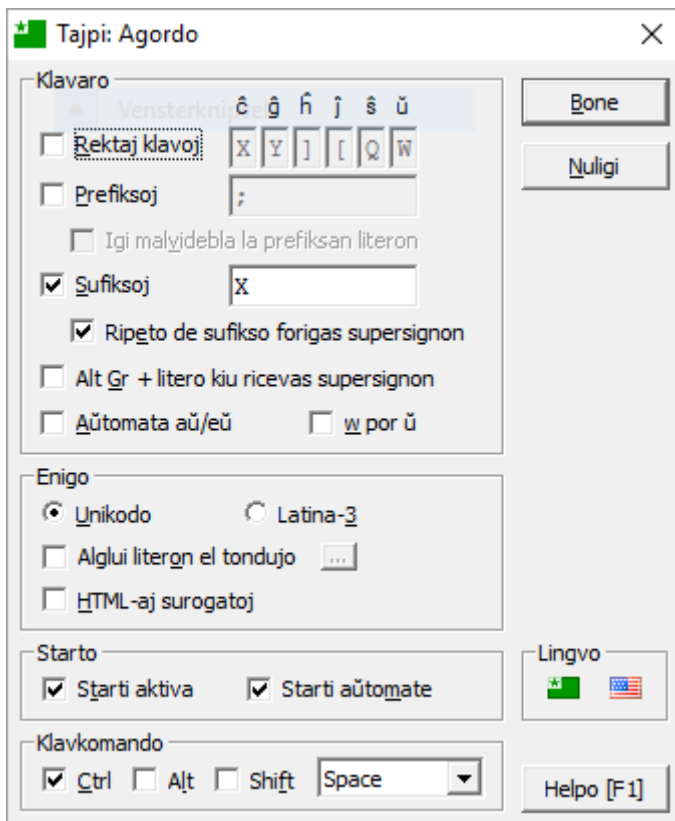 Tajpi: Agordo
Klavaro
Vensterknipsel
ĉ ĝ ĥ ĵ ŝ ŭ
Rektaj klavoj X Y ] [ Q W
Prefiksoj ;
Igi malvidebla la prefiksan literon
Sufiksoj X
Ripeto de sufikso forigas supersignon
Alt Gr + litero kiu ricevas supersignon
Aŭtomata aŭ/eŭ w por ŭ
Bone
Nuligi
Enigo
Unikodo Latina-3
Alglui literon el tondujo ...
HTML-aj surogatoj
Starto
Starti aktiva Starti aŭtomate
Lingvo
Klavkomando
Ctrl Alt Shift Space
Helpo [F1]